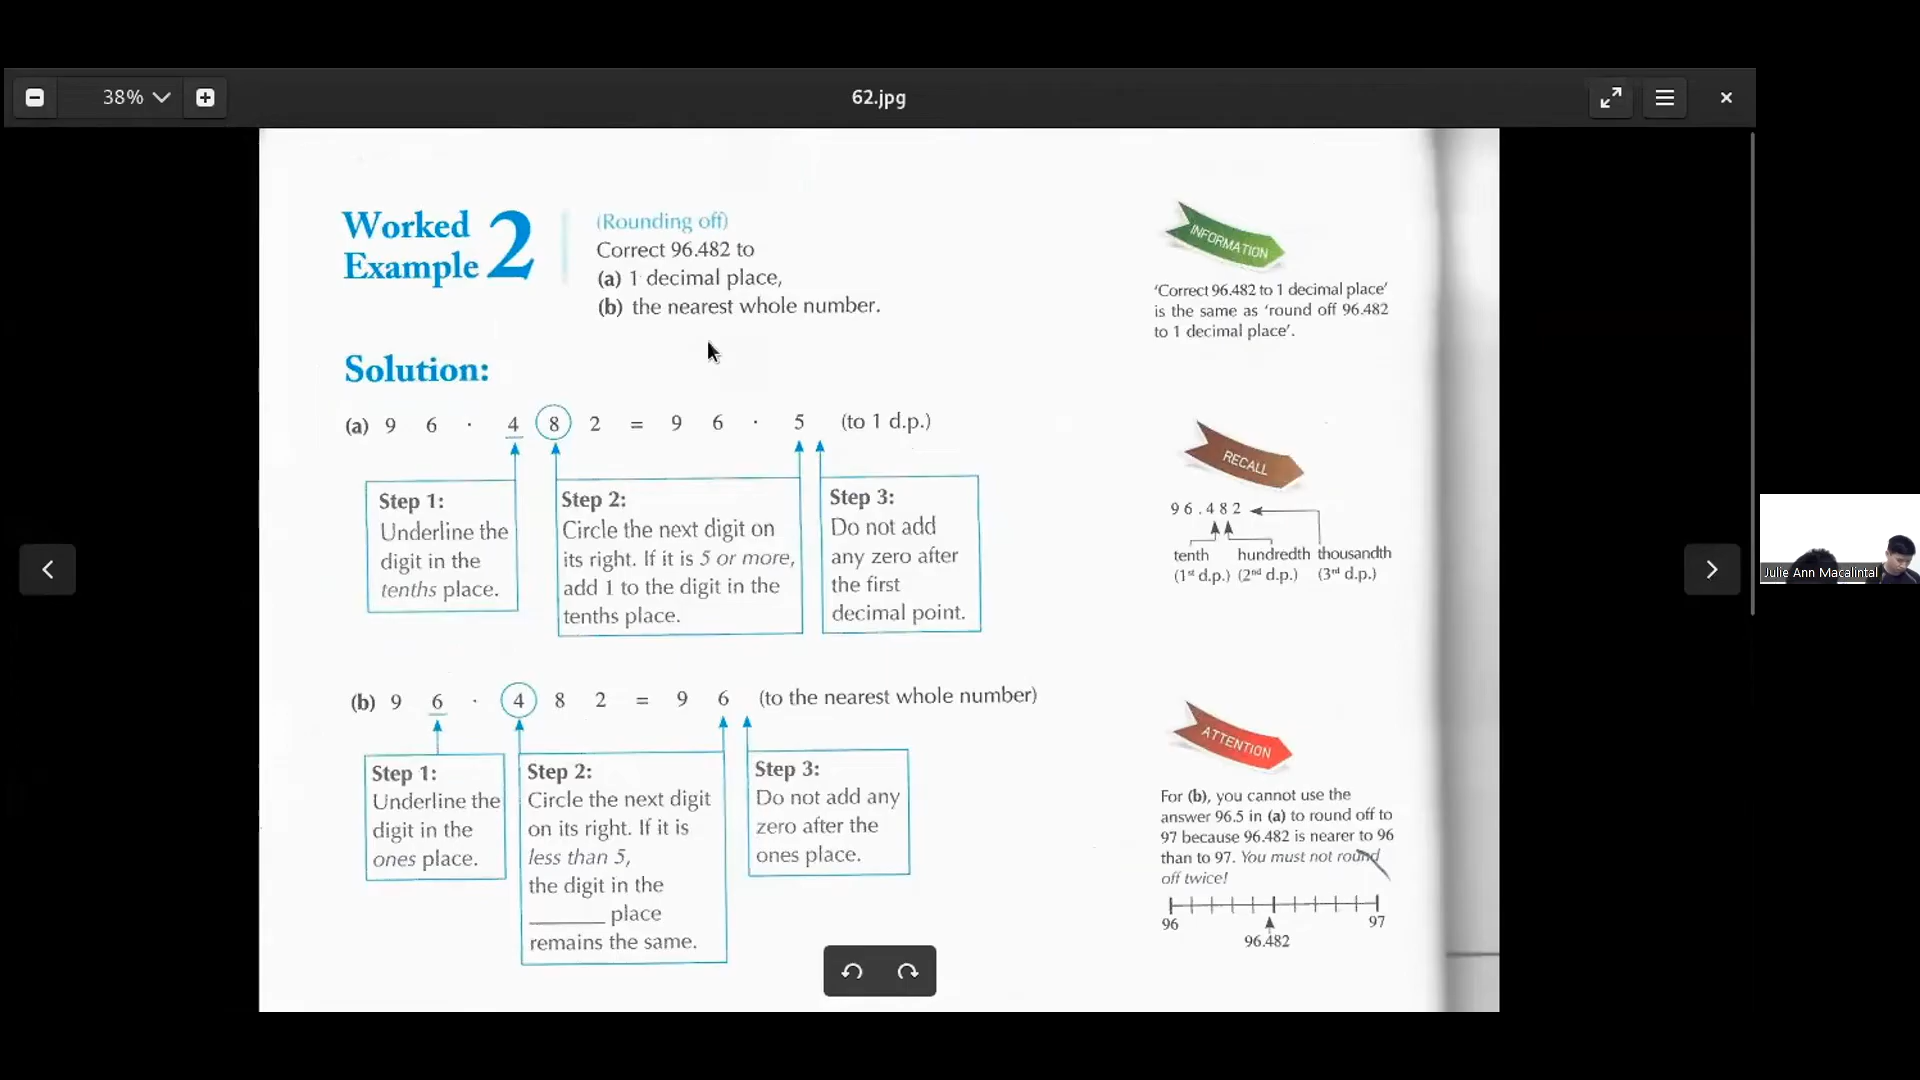 38%
62.jpg
Worked
Example 2
(Rounding off)
Correct 96.482 to
(a) 1 decimal place,
(b) the nearest whole number.
Solution:
(a) 9 6 . 4 8 2 = 9 6 . 5 (to 1 d.p.)
Step 1:
Underline the
digit in the
tenths place.
Step 2:
Circle the next digit on
its right. If it is 5 or more,
add 1 to the digit in the
tenths place.
Step 3:
Do not add
any zero after
the first
decimal point.
(b) 9 6 . 4 8 2 = 9 6 (to the nearest whole number)
Step 1:
Underline the
digit in the
ones place.
Step 2:
Circle the next digit
on its right. If it is
less than 5,
the digit in the
________ place
remains the same.
Step 3:
Do not add any
zero after the
ones place.
INFORMATION
'Correct 96.482 to 1 decimal place'
is the same as 'round off 96.482
to 1 decimal place'.
RECALL
9 6 . 4 8 2
tenth hundredth thousandth
(1st d.p.) (2nd d.p.) (3rd d.p.)
ATTENTION
For (b), you cannot use the
answer 96.5 in (a) to round off to
97 because 96.482 is nearer to 96
than to 97. You must not round
off twice!
96 97
96.482
Julie Ann Macalintal